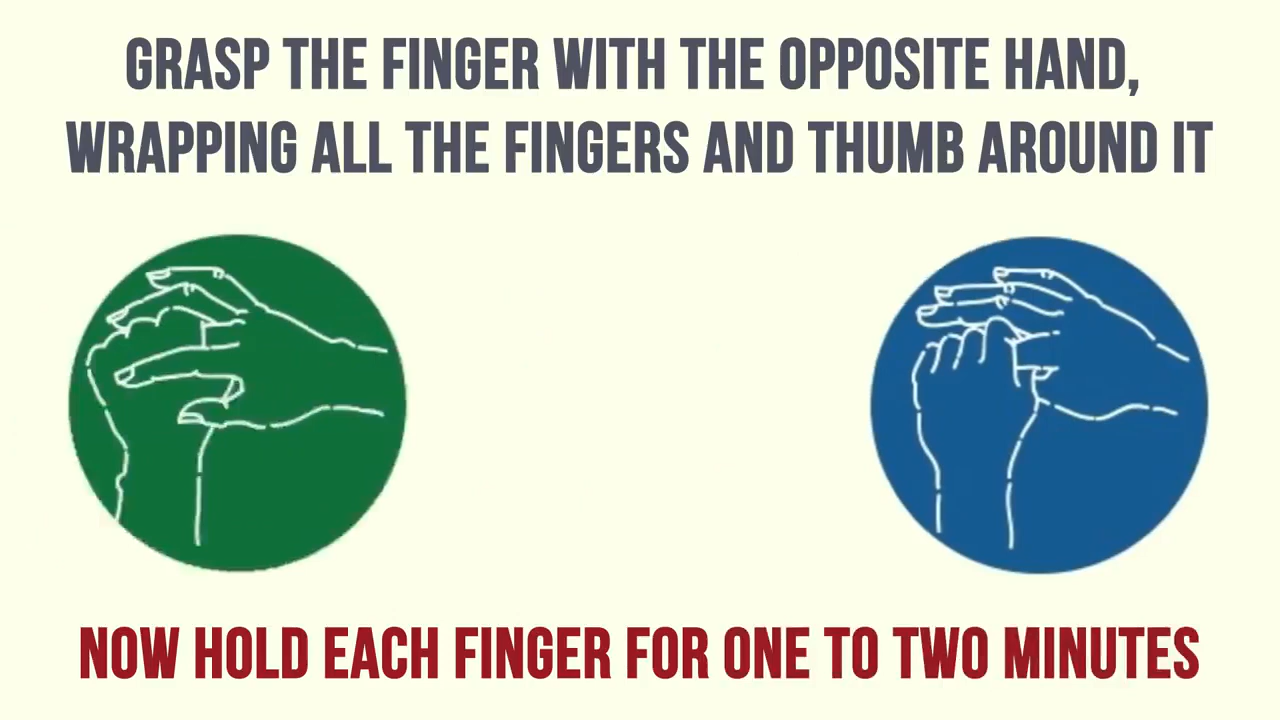 GRASP THE FINGER WITH THE OPPOSITE HAND,
WRAPPING ALL THE FINGERS AND THUMB AROUND IT
NOW HOLD EACH FINGER FOR ONE TO TWO MINUTES